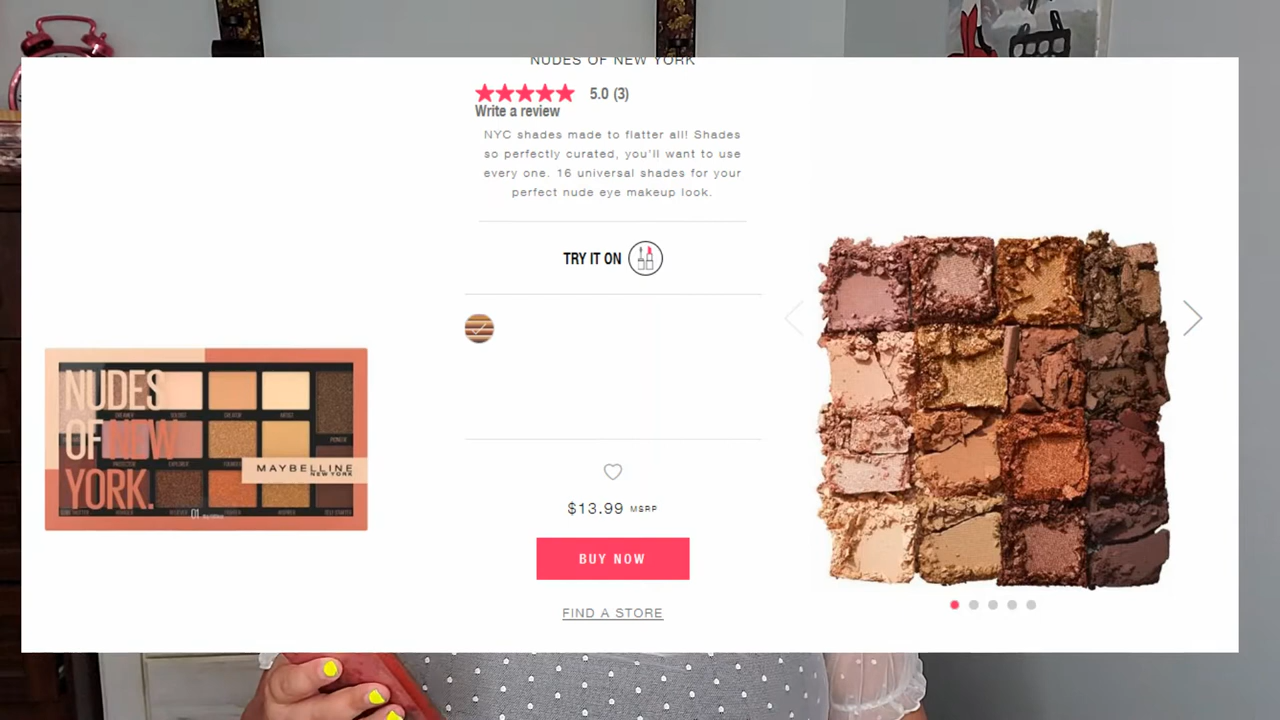 NUDES OF NEW YORK
5.0 (3)
Write a review
NYC shades made to flatter all! Shades
so perfectly curated, you'll want to use
every one. 16 universal shades for your
perfect nude eye makeup look.
TRY IT ON
$13.99 MSRP
BUY NOW
FIND A STORE
NUDES
OF NEW
YORK.
MAYBELLINE
NEW YORK
POWER
01